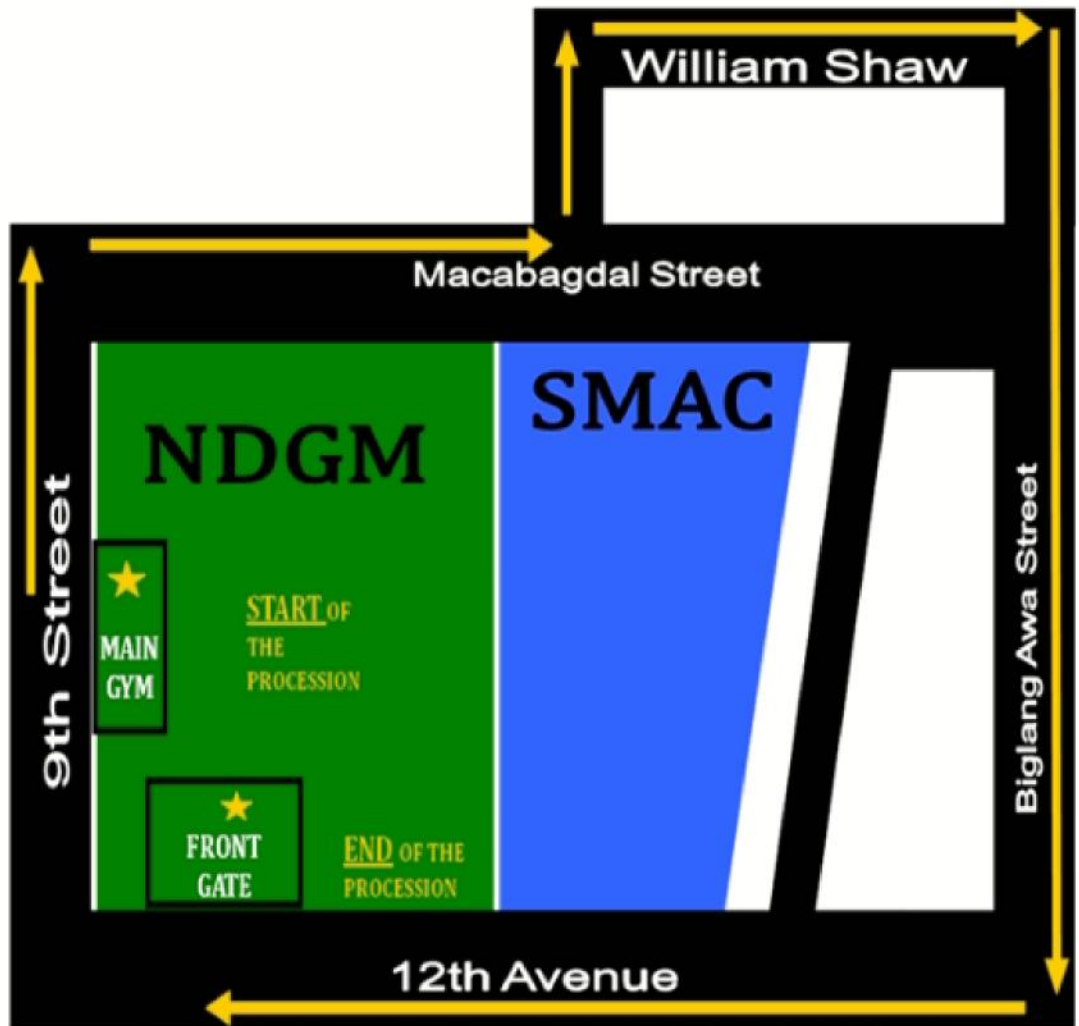 William Shaw
Macabagdal Street
NDGM
SMAC
9th Street
MAIN
GYM
START OF
THE
PROCESSION
Biglang Awa Street
FRONT
GATE
END OF THE
PROCESSION
12th Avenue